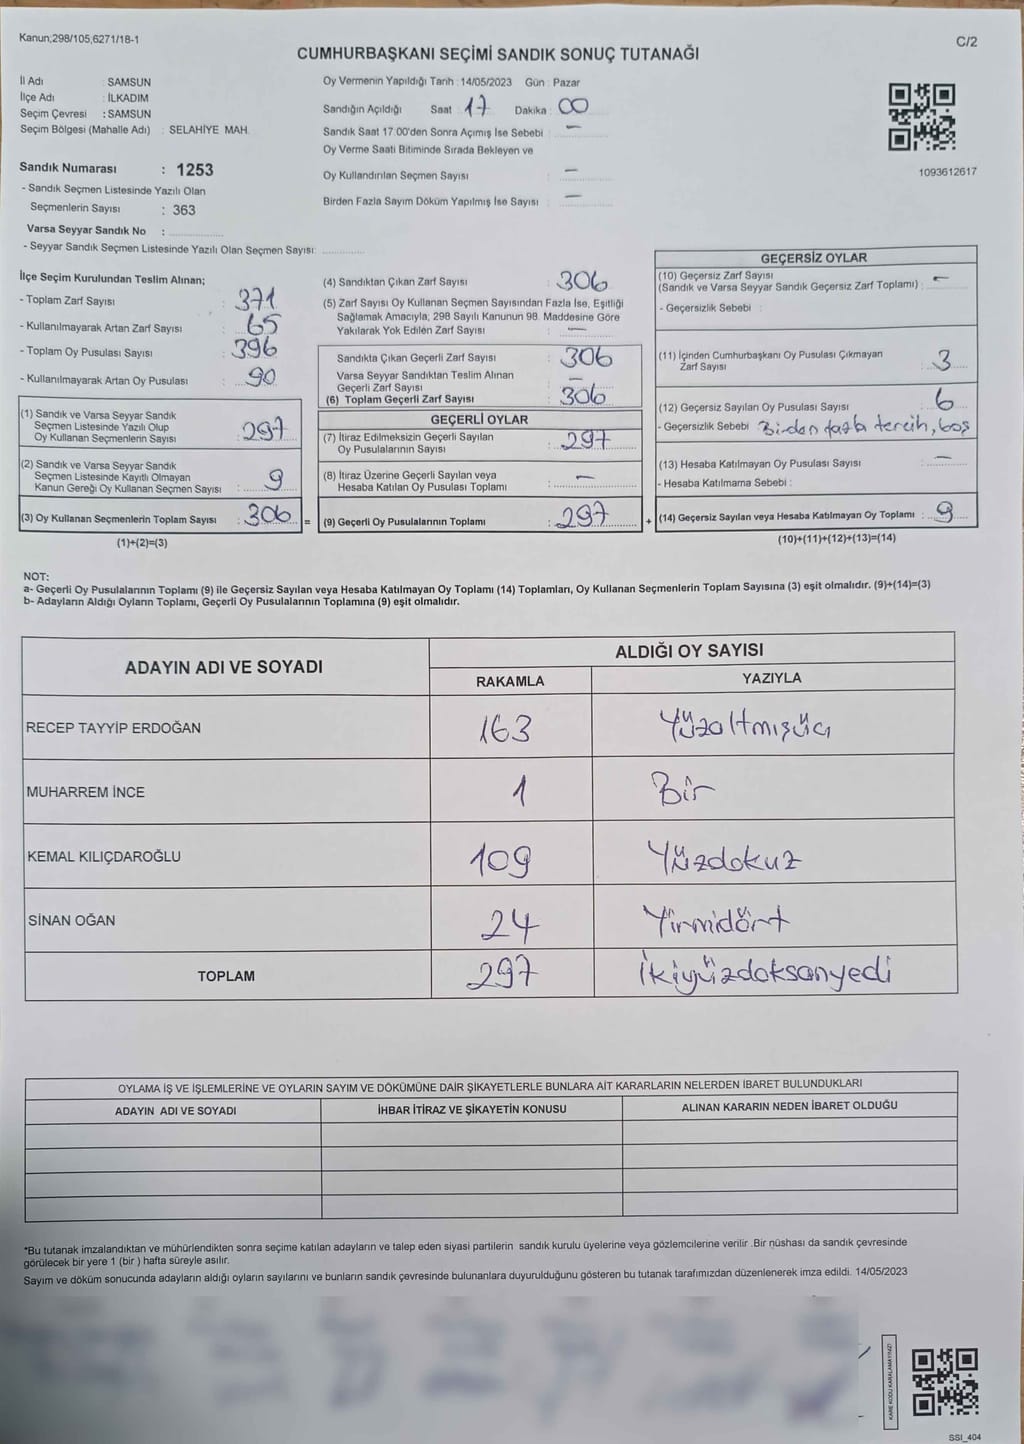 Kanun;298/105,6271/18-1
C/2
CUMHURBAŞKANI SEÇİMİ SANDIK SONUÇ TUTANAĞI
İl Adı : SAMSUN
İlçe Adı : İLKADIM
Seçim Çevresi : SAMSUN
Seçim Bölgesi (Mahalle Adı) : SELAHİYE MAH.
Oy Vermenin Yapıldığı Tarih : 14/05/2023 Gün : Pazar
Sandığın Açıldığı Saat : 17 Dakika : 00
Sandık Saat 17:00'den Sonra Açımış İse Sebebi : —
Oy Verme Saati Bitiminde Sırada Bekleyen ve
Oy Kullandırılan Seçmen Sayısı : —
Birden Fazla Sayım Döküm Yapılmış İse Sayısı : —
1093612617
Sandık Numarası : 1253
- Sandık Seçmen Listesinde Yazılı Olan
Seçmenlerin Sayısı : 363
Varsa Seyyar Sandık No :
- Seyyar Sandık Seçmen Listesinde Yazılı Olan Seçmen Sayısı:
İlçe Seçim Kurulundan Teslim Alınan;
- Toplam Zarf Sayısı : 371
- Kullanılmayarak Artan Zarf Sayısı : 65
- Toplam Oy Pusulası Sayısı : 396
- Kullanılmayarak Artan Oy Pusulası : 90
(1) Sandık ve Varsa Seyyar Sandık
Seçmen Listesinde Yazılı Olup
Oy Kullanan Seçmenlerin Sayısı : 297
(2) Sandık ve Varsa Seyyar Sandık
Seçmen Listesinde Kayıtlı Olmayan
Kanun Gereği Oy Kullanan Seçmen Sayısı : 9
(3) Oy Kullanan Seçmenlerin Toplam Sayısı : 306 =
(1)+(2)=(3)
(4) Sandıktan Çıkan Zarf Sayısı : 306
(5) Zarf Sayısı Oy Kullanan Seçmen Sayısından Fazla İse, Eşitliği
Sağlamak Amacıyla; 298 Sayılı Kanunun 98. Maddesine Göre
Yakılarak Yok Edilen Zarf Sayısı : —
Sandıkta Çıkan Geçerli Zarf Sayısı : 306
Varsa Seyyar Sandıktan Teslim Alınan
Geçerli Zarf Sayısı : —
(6) Toplam Geçerli Zarf Sayısı : 306
GEÇERLİ OYLAR
(7) İtiraz Edilmeksizin Geçerli Sayılan
Oy Pusulalarının Sayısı : 297
(8) İtiraz Üzerine Geçerli Sayılan veya
Hesaba Katılan Oy Pusulası Toplamı : —
(9) Geçerli Oy Pusulalarının Toplamı : 297 +
GEÇERSİZ OYLAR
(10) Geçersiz Zarf Sayısı
(Sandık ve Varsa Seyyar Sandık Geçersiz Zarf Toplamı) : —
- Geçersizlik Sebebi :
(11) İçinden Cumhurbaşkanı Oy Pusulası Çıkmayan
Zarf Sayısı : 3
(12) Geçersiz Sayılan Oy Pusulası Sayısı : 6
- Geçersizlik Sebebi : Birden fazla tercih, boş
(13) Hesaba Katılmayan Oy Pusulası Sayısı : —
- Hesaba Katılmama Sebebi :
(14) Geçersiz Sayılan veya Hesaba Katılmayan Oy Toplamı : 9
(10)+(11)+(12)+(13)=(14)
NOT:
a- Geçerli Oy Pusulalarının Toplamı (9) ile Geçersiz Sayılan veya Hesaba Katılmayan Oy Toplamı (14) Toplamları, Oy Kullanan Seçmenlerin Toplam Sayısına (3) eşit olmalıdır. (9)+(14)=(3)
b- Adayların Aldığı Oyların Toplamı, Geçerli Oy Pusulalarının Toplamına (9) eşit olmalıdır.
ADAYIN ADI VE SOYADI
ALDIĞI OY SAYISI
RAKAMLA YAZIYLA
RECEP TAYYİP ERDOĞAN 163 Yüzaltmışüç
MUHARREM İNCE 1 Bir
KEMAL KILIÇDAROĞLU 109 Yüzdokuz
SİNAN OĞAN 24 Yirmidört
TOPLAM 297 İkiyüzdoksanyedi
OYLAMA İŞ VE İŞLEMLERİNE VE OYLARIN SAYIM VE DÖKÜMÜNE DAİR ŞİKAYETLERLE BUNLARA AİT KARARLARIN NELERDEN İBARET BULUNDUKLARI
ADAYIN ADI VE SOYADI İHBAR İTİRAZ VE ŞİKAYETİN KONUSU ALINAN KARARIN NEDEN İBARET OLDUĞU
*Bu tutanak imzalandıktan ve mühürlendikten sonra seçime katılan adayların ve talep eden siyasi partilerin sandık kurulu üyelerine veya gözlemcilerine verilir .Bir nüshası da sandık çevresinde
görülecek bir yere 1 (bir ) hafta süreyle asılır.
Sayım ve döküm sonucunda adayların aldığı oyların sayılarını ve bunların sandık çevresinde bulunanlara duyurulduğunu gösteren bu tutanak tarafımızdan düzenlenerek imza edildi. 14/05/2023
KARE KODU KARALAMAYINIZ!
SSI_404